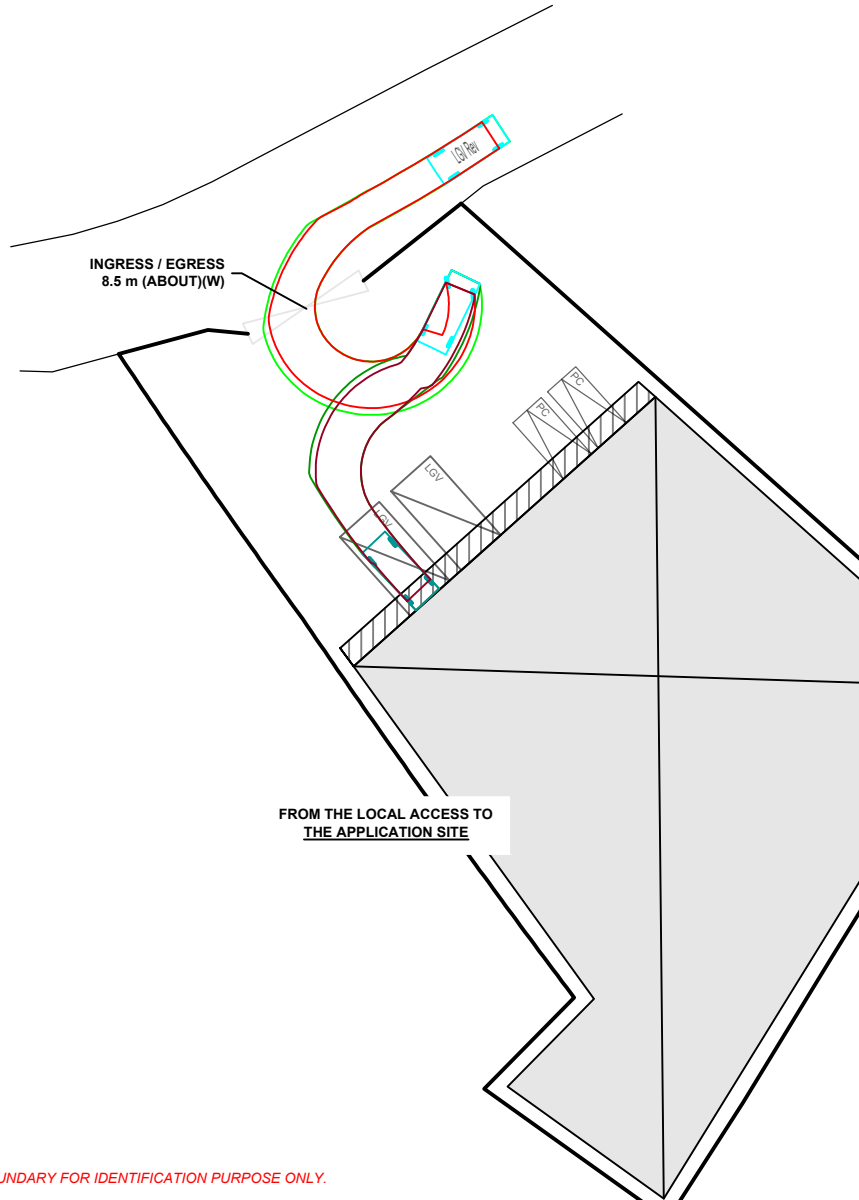 LGV Rev
INGRESS / EGRESS
8.5 m (ABOUT)(W)
PC
PC
LGV
LGV
FROM THE LOCAL ACCESS TO
THE APPLICATION SITE
UNDARY FOR IDENTIFICATION PURPOSE ONLY.